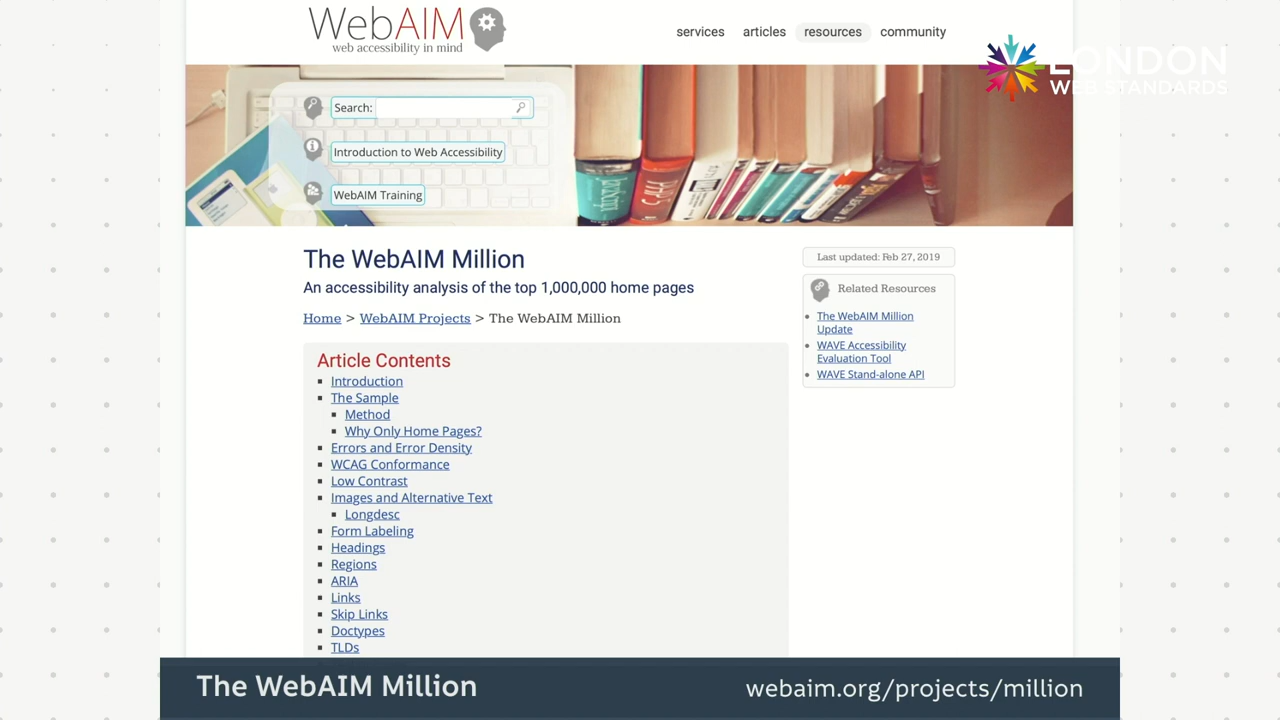 WebAIM
web accessibility in mind
services articles resources community
LONDON
WEB STANDARDS
Search:
Introduction to Web Accessibility
WebAIM Training
The WebAIM Million
An accessibility analysis of the top 1,000,000 home pages
Home > WebAIM Projects > The WebAIM Million
Last updated: Feb 27, 2019
Related Resources
The WebAIM Million
Update
WAVE Accessibility
Evaluation Tool
WAVE Stand-alone API
Article Contents
Introduction
The Sample
Method
Why Only Home Pages?
Errors and Error Density
WCAG Conformance
Low Contrast
Images and Alternative Text
Longdesc
Form Labeling
Headings
Regions
ARIA
Links
Skip Links
Doctypes
TLDs
The WebAIM Million
webaim.org/projects/million